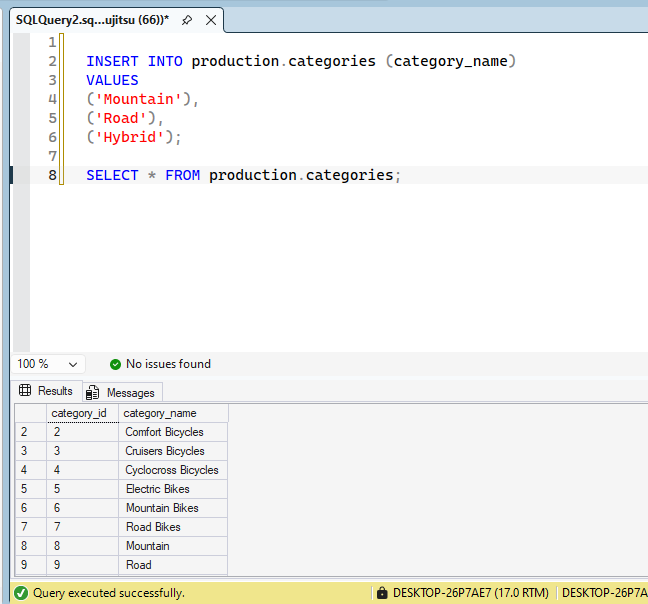 SQLQuery2.sq...ujitsu (66))*
1
2 INSERT INTO production.categories (category_name)
3 VALUES
4 ('Mountain'),
5 ('Road'),
6 ('Hybrid');
7
8 SELECT * FROM production.categories;
100 %
No issues found
Results Messages
category_id category_name
2 2 Comfort Bicycles
3 3 Cruisers Bicycles
4 4 Cyclocross Bicycles
5 5 Electric Bikes
6 6 Mountain Bikes
7 7 Road Bikes
8 8 Mountain
9 9 Road
Query executed successfully. DESKTOP-26P7AE7 (17.0 RTM) DESKTOP-26P7A